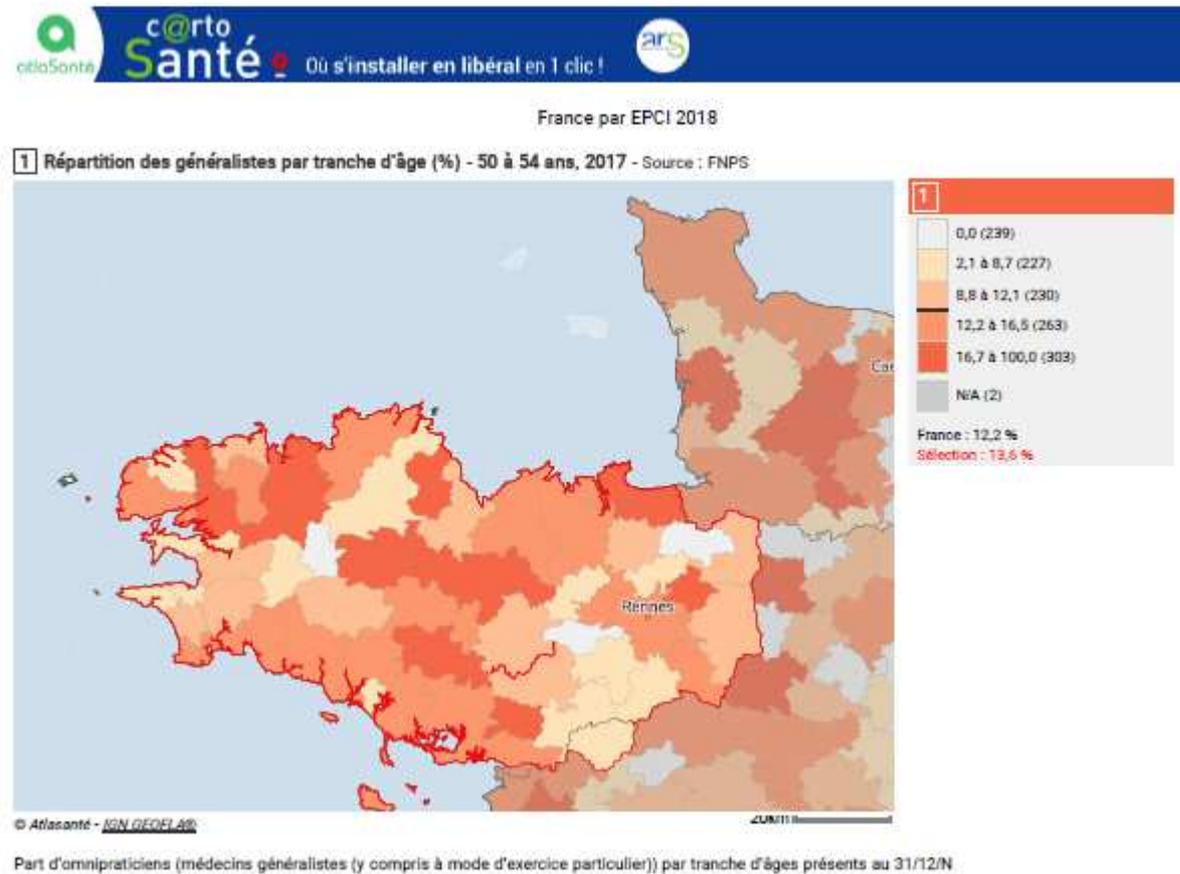 atlaSanté
c@rto
Santé
Où s'installer en libéral en 1 clic !
ars
France par EPCI 2018
1 Répartition des généralistes par tranche d'âge (%) - 50 à 54 ans, 2017 - Source : FNPS
1
0,0 (239)
2,1 à 8,7 (227)
8,8 à 12,1 (230)
12,2 à 16,5 (263)
16,7 à 100,0 (303)
N/A (2)
France : 12,2 %
Sélection : 13,6 %
Cae
Rennes
20km
© Atlasanté - IGN GEOFLA®
Part d'omnipraticiens (médecins généralistes (y compris à mode d'exercice particulier)) par tranche d'âges présents au 31/12/N